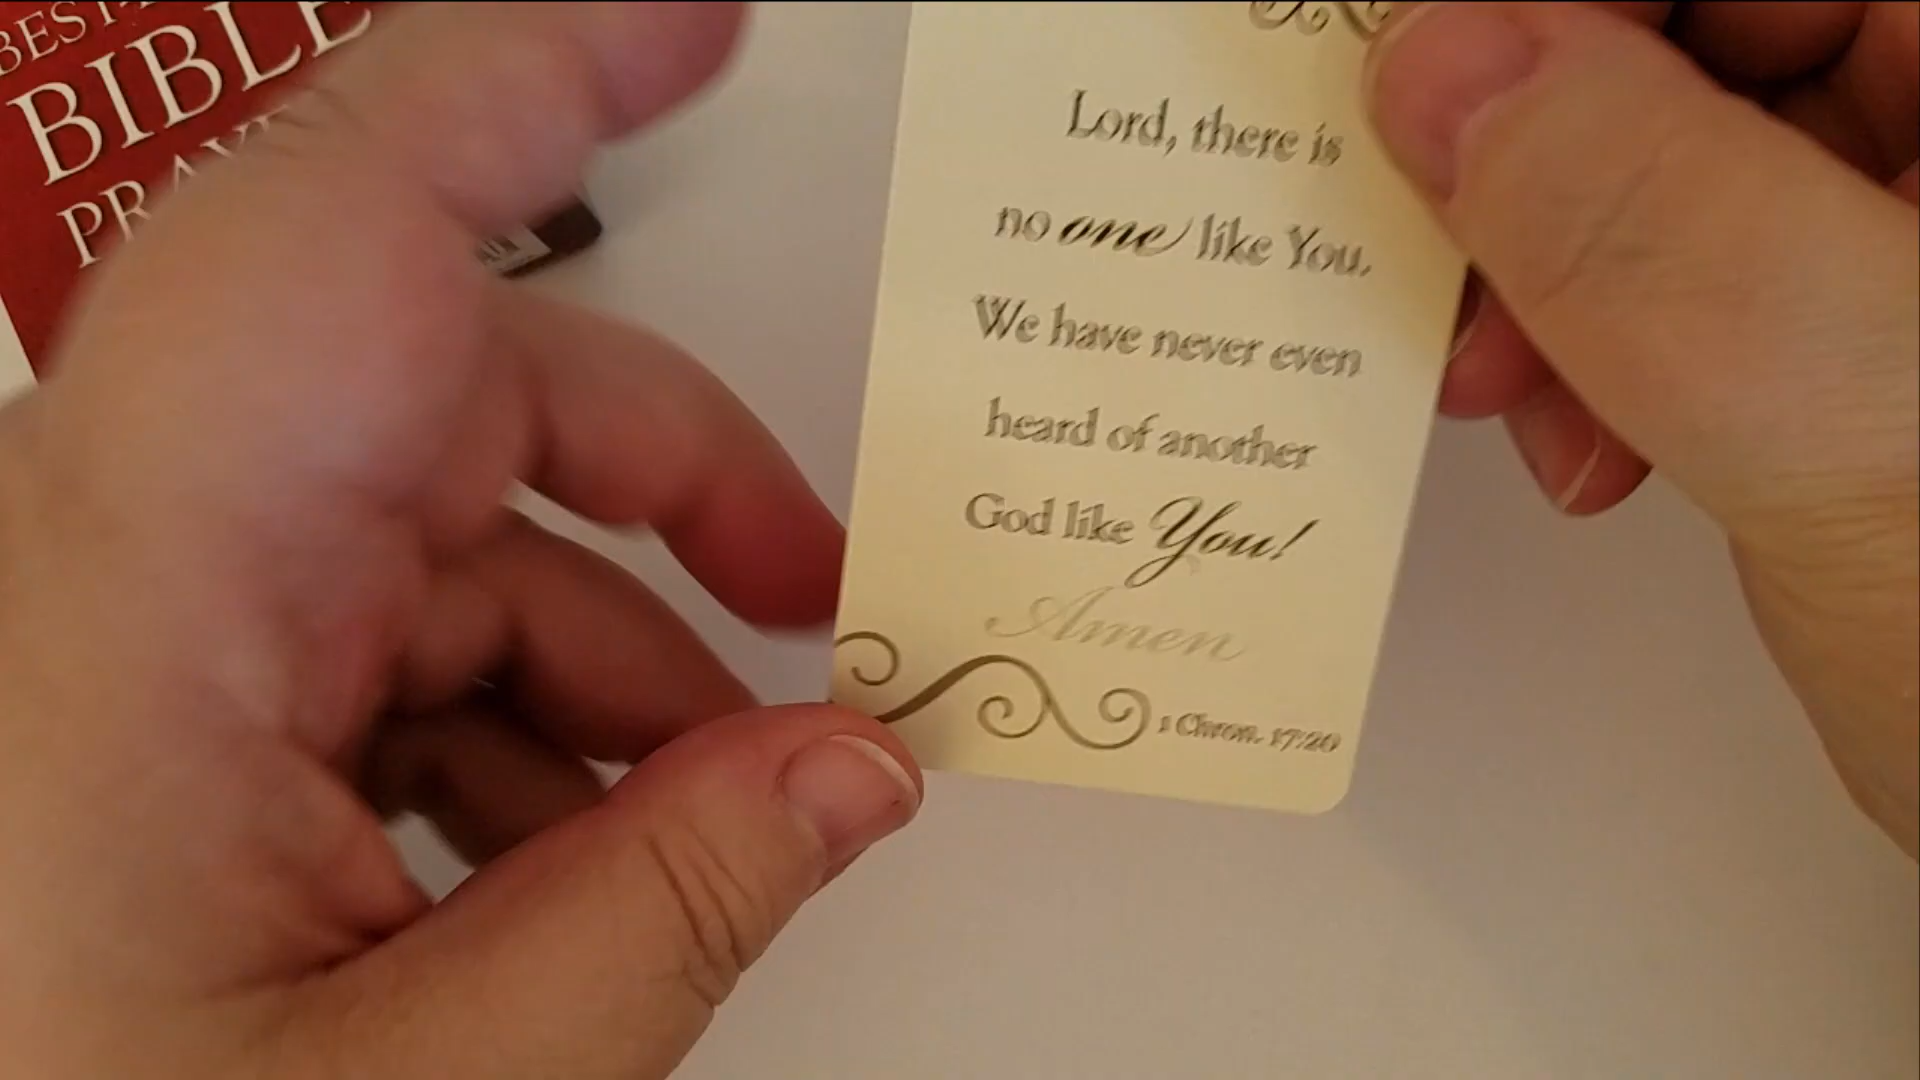 BIBLE
Lord, there is
no one like You.
We have never even
heard of another
God like You!
Amen
1 Chron. 17:20